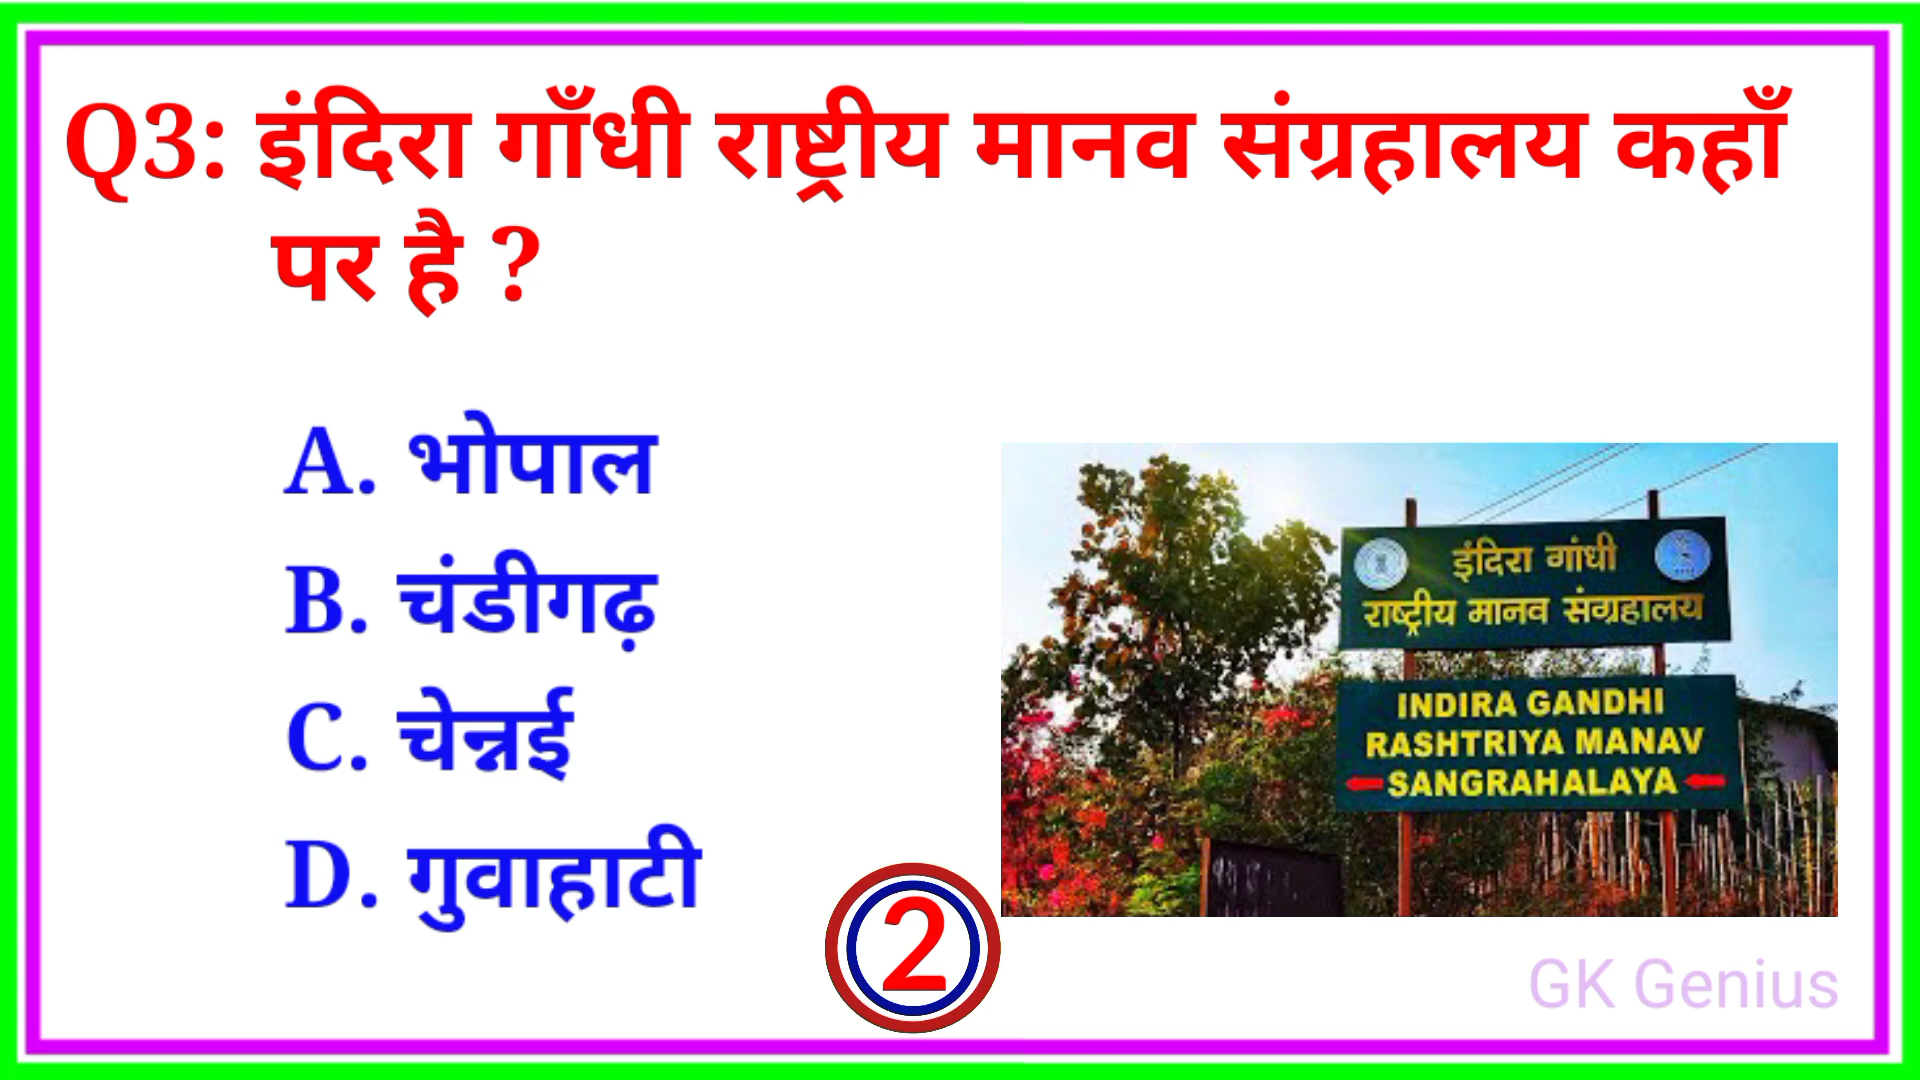 Q3: इंदिरा गाँधी राष्ट्रीय मानव संग्रहालय कहाँ
पर है ?
A. भोपाल
B. चंडीगढ़
C. चेन्नई
D. गुवाहाटी
इंदिरा गांधी
राष्ट्रीय मानव संग्रहालय
INDIRA GANDHI
RASHTRIYA MANAV
SANGRAHALAYA
2
GK Genius